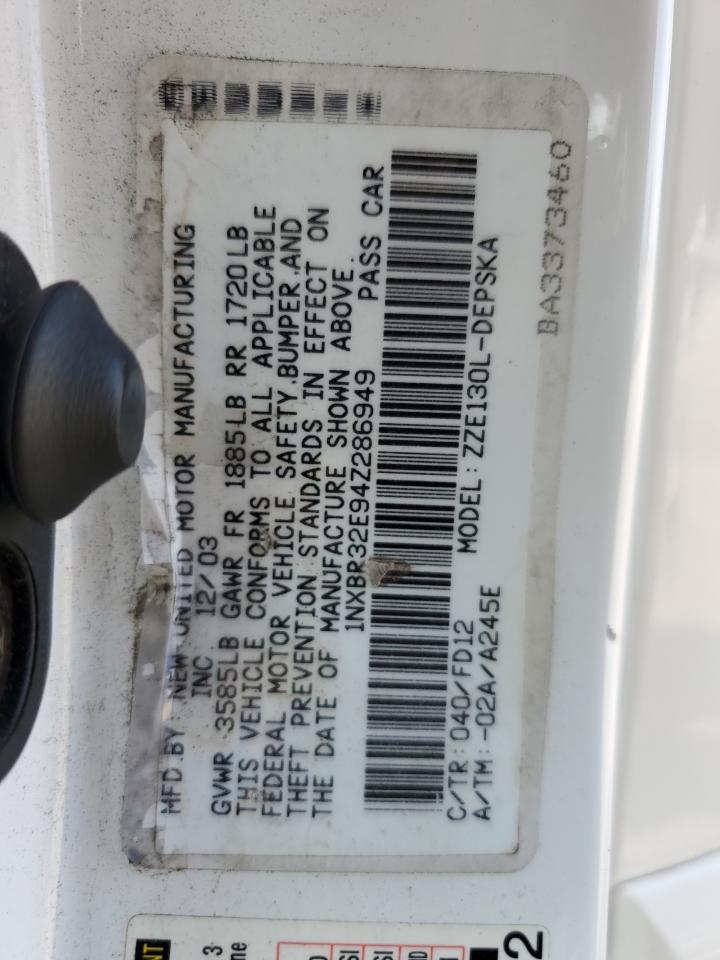 MFD.BY: NEW UNITED MOTOR MANUFACTURING
INC 12/03
GVWR 3585LB GAWR FR 1885LB RR 1720LB
THIS VEHICLE CONFORMS TO ALL APPLICABLE
FEDERAL MOTOR VEHICLE SAFETY.BUMPER.AND
THEFT PREVENTION STANDARDS IN EFFECT ON
THE DATE OF MANUFACTURE SHOWN ABOVE.
1NXBR32E94Z286949 PASS CAR
C/TR:040/FD12 MODEL:ZZE130L-DEPSKA
A/TM:-02A/A245E
BA3373460
2